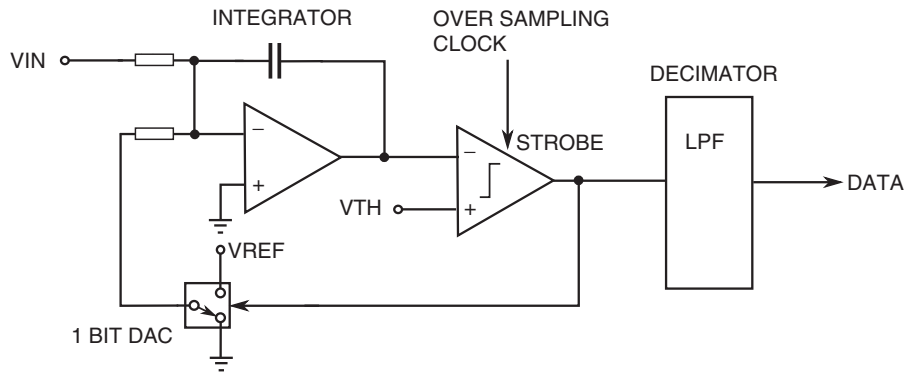 INTEGRATOR
OVER SAMPLING
CLOCK
VIN
DECIMATOR
−
+
−
+
STROBE
LPF
VTH
DATA
VREF
1 BIT DAC